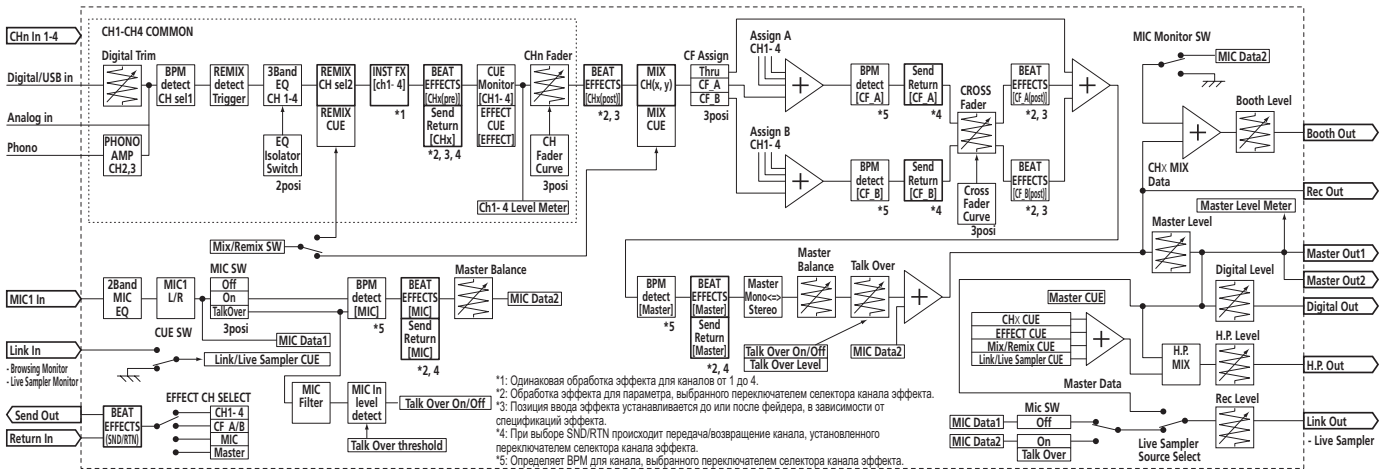 CHn In 1-4
CH1-CH4 COMMON
Digital Trim
Digital/USB in
Analog in
Phono
PHONO
AMP
CH2,3
BPM
detect
CH sel1
REMIX
detect
Trigger
3Band
EQ
CH 1-4
EQ
Isolator
Switch
2posi
REMIX
CH sel2
REMIX
CUE
INST FX
[ch1- 4]
*1
BEAT
EFFECTS
[CHx(pre)]
Send
Return
[CHx]
*2, 3, 4
CUE
Monitor
[CH1- 4]
EFFECT
CUE
[EFFECT]
CHn Fader
CH
Fader
Curve
3posi
Ch1- 4 Level Meter
BEAT
EFFECTS
[CHx(post)]
*2, 3
MIX
CH(x, y)
MIX
CUE
CF Assign
Thru
CF_A
CF_B
3posi
Assign A
CH1- 4
Assign B
CH1- 4
BPM
detect
[CF_A]
*5
Send
Return
[CF_A]
*4
BPM
detect
[CF_B]
*5
Send
Return
[CF_B]
*4
CROSS
Fader
Cross
Fader
Curve
3posi
BEAT
EFFECTS
[CF_A(post)]
*2, 3
BEAT
EFFECTS
[CF_B(post)]
*2, 3
MIC Monitor SW
MIC Data2
Booth Level
Booth Out
CHX MIX
Data
Rec Out
Master Level Meter
Master Level
Master Out1
Master Out2
Digital Level
Digital Out
Mix/Remix SW
MIC1 In
2Band
MIC
EQ
MIC1
L/R
MIC SW
Off
On
TalkOver
3posi
MIC Data1
BPM
detect
[MIC]
*5
BEAT
EFFECTS
[MIC]
Send
Return
[MIC]
*2, 4
Master Balance
MIC Data2
BPM
detect
[Master]
*5
BEAT
EFFECTS
[Master]
Send
Return
[Master]
*2, 4
Master
Mono<=>
Stereo
Master
Balance
Talk Over
Talk Over On/Off
Talk Over Level
MIC Data2
Master CUE
CHX CUE
EFFECT CUE
Mix/Remix CUE
Link/Live Sampler CUE
H.P.
MIX
H.P. Level
H.P. Out
CUE SW
Link In
- Browsing Monitor
- Live Sampler Monitor
Link/Live Sampler CUE
Send Out
Return In
BEAT
EFFECTS
(SND/RTN)
EFFECT CH SELECT
CH1- 4
CF A/B
MIC
Master
MIC
Filter
MIC In
level
detect
Talk Over On/Off
Talk Over threshold
Master Data
Mic SW
MIC Data1
Off
MIC Data2
On
Talk Over
Live Sampler
Source Select
Rec Level
Link Out
- Live Sampler
*1: Одинаковая обработка эффекта для каналов от 1 до 4.
*2: Обработка эффекта для параметра, выбранного переключателем селектора канала эффекта.
*3: Позиция ввода эффекта устанавливается до или после фейдера, в зависимости от
спецификаций эффекта.
*4: При выборе SND/RTN происходит передача/возвращение канала, установленного
переключателем селектора канала эффекта.
*5: Определяет BPM для канала, выбранного переключателем селектора канала эффекта.